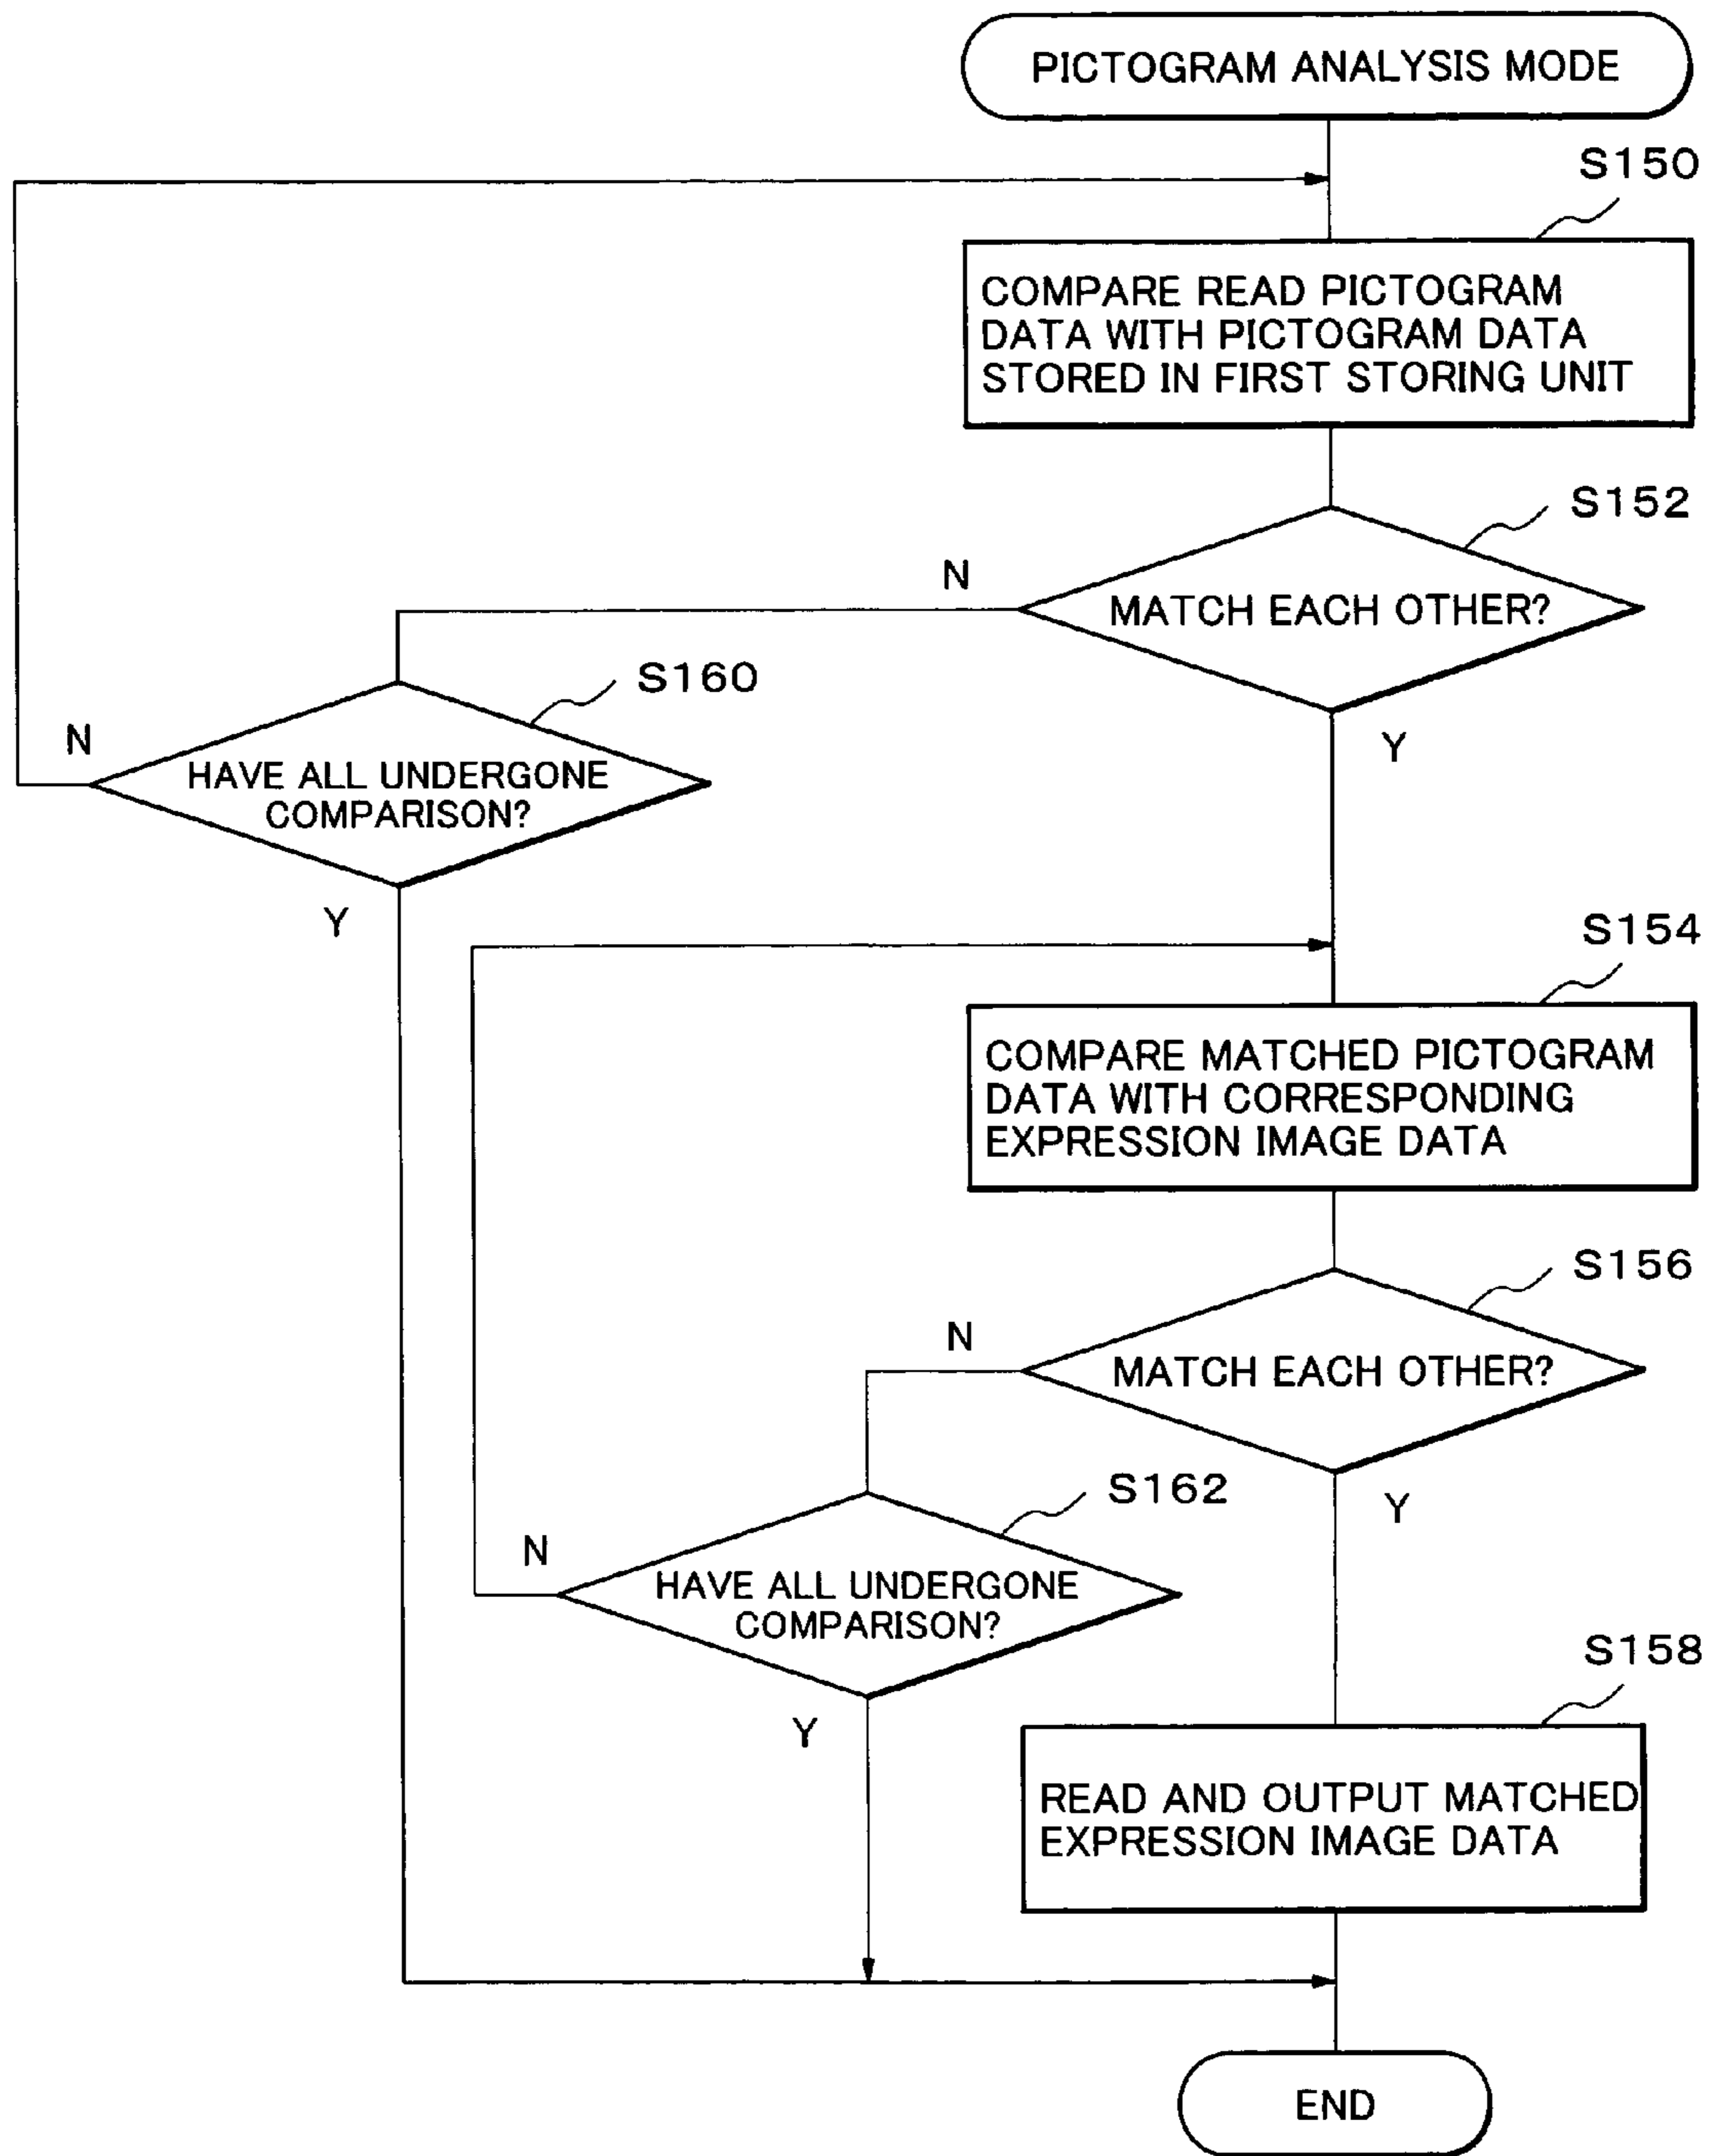 PICTOGRAM ANALYSIS MODE
S150
COMPARE READ PICTOGRAM
DATA WITH PICTOGRAM DATA
STORED IN FIRST STORING UNIT
S152
N
MATCH EACH OTHER?
Y
S160
N
HAVE ALL UNDERGONE
COMPARISON?
Y
S154
COMPARE MATCHED PICTOGRAM
DATA WITH CORRESPONDING
EXPRESSION IMAGE DATA
S156
N
MATCH EACH OTHER?
Y
S162
N
HAVE ALL UNDERGONE
COMPARISON?
Y
S158
READ AND OUTPUT MATCHED
EXPRESSION IMAGE DATA
END